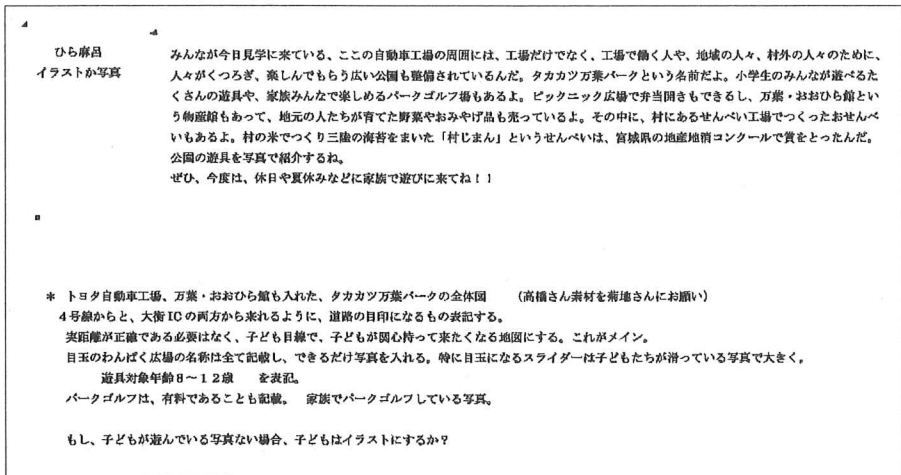 ひら麻呂
イラストか写真
みんなが今日見学に来ている、ここの自動車工場の周囲には、工場だけでなく、工場で働く人や、地域の人々、村外の人々のために、
人々がくつろぎ、楽しんでもらう広い公園も整備されているんだ。タカカツ万葉パークという名前だよ。小学生のみんなが遊べるた
くさんの遊具や、家族みんなで楽しめるパークゴルフ場もあるよ。ピックニック広場で弁当開きもできるし、万葉・おおひら館とい
う物産館もあって、地元の人たちが育てた野菜やおみやげ品も売っているよ。その中に、村にあるせんべい工場でつくったおせんべ
いもあるよ。村の米でつくり三陸の海苔をまいた「村じまん」というせんべいは、宮城県の地産地消コンクールで賞をとったんだ。
公園の遊具を写真で紹介するね。
ぜひ、今度は、休日や夏休みなどに家族で遊びに来てね！！
＊ トヨタ自動車工場、万葉・おおひら館も入れた、タカカツ万葉パークの全体図 （高橋さん素材を菊地さんにお願い）
４号線からと、大衡ICの両方から来れるように、道路の目印になるもの表記する。
実距離が正確である必要はなく、子ども目線で、子どもが関心持って来たくなる地図にする。これがメイン。
目玉のわんぱく広場の名称は全て記載し、できるだけ写真を入れる。特に目玉になるスライダーは子どもたちが滑っている写真で大きく。
遊具対象年齢８～１２歳 を表記。
パークゴルフは、有料であることも記載。 家族でパークゴルフしている写真。
もし、子どもが遊んでいる写真ない場合、子どもはイラストにするか？